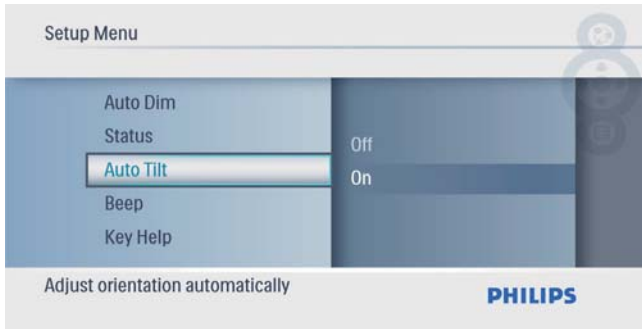 Setup Menu
Auto Dim
Status
Auto Tilt
Beep
Key Help
Off
On
Adjust orientation automatically
PHILIPS